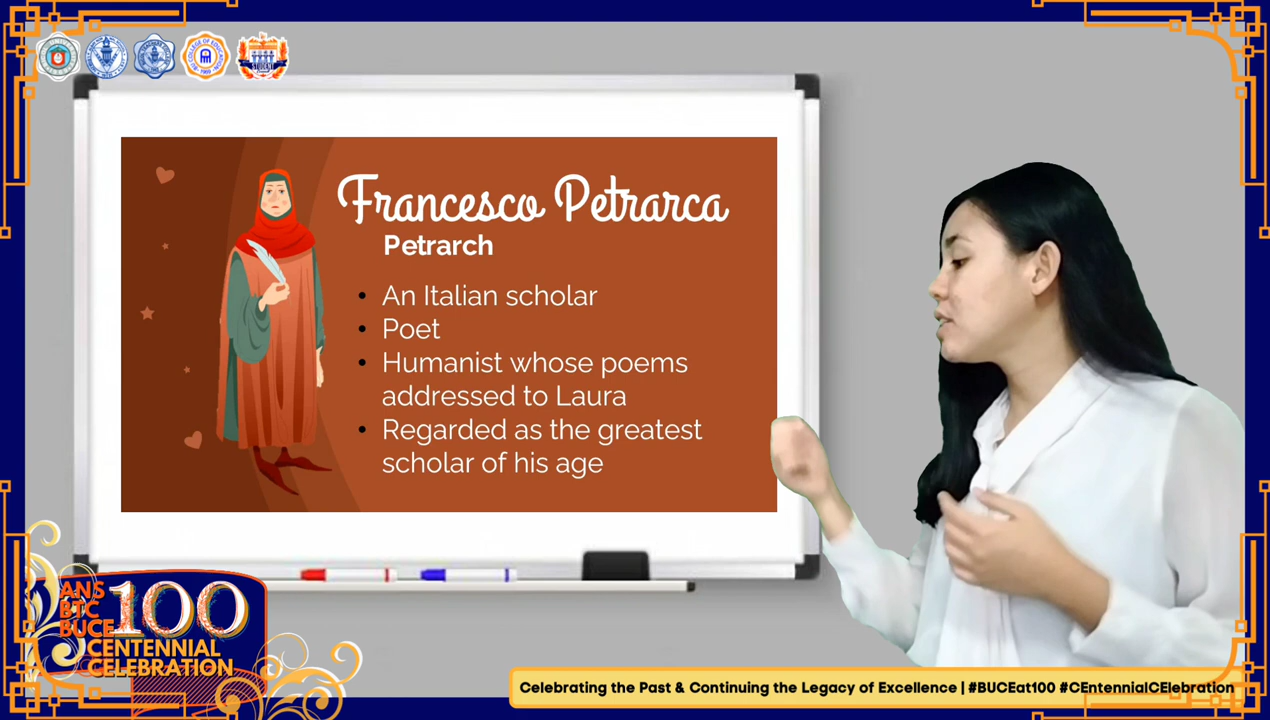 Francesco Petrarca
Petrarch
• An Italian scholar
• Poet
• Humanist whose poems
addressed to Laura
• Regarded as the greatest
scholar of his age
ANS
BTC
BUCE
100
CENTENNIAL
CELEBRATION
Celebrating the Past & Continuing the Legacy of Excellence | #BUCEat100 #CEntennialCElebration